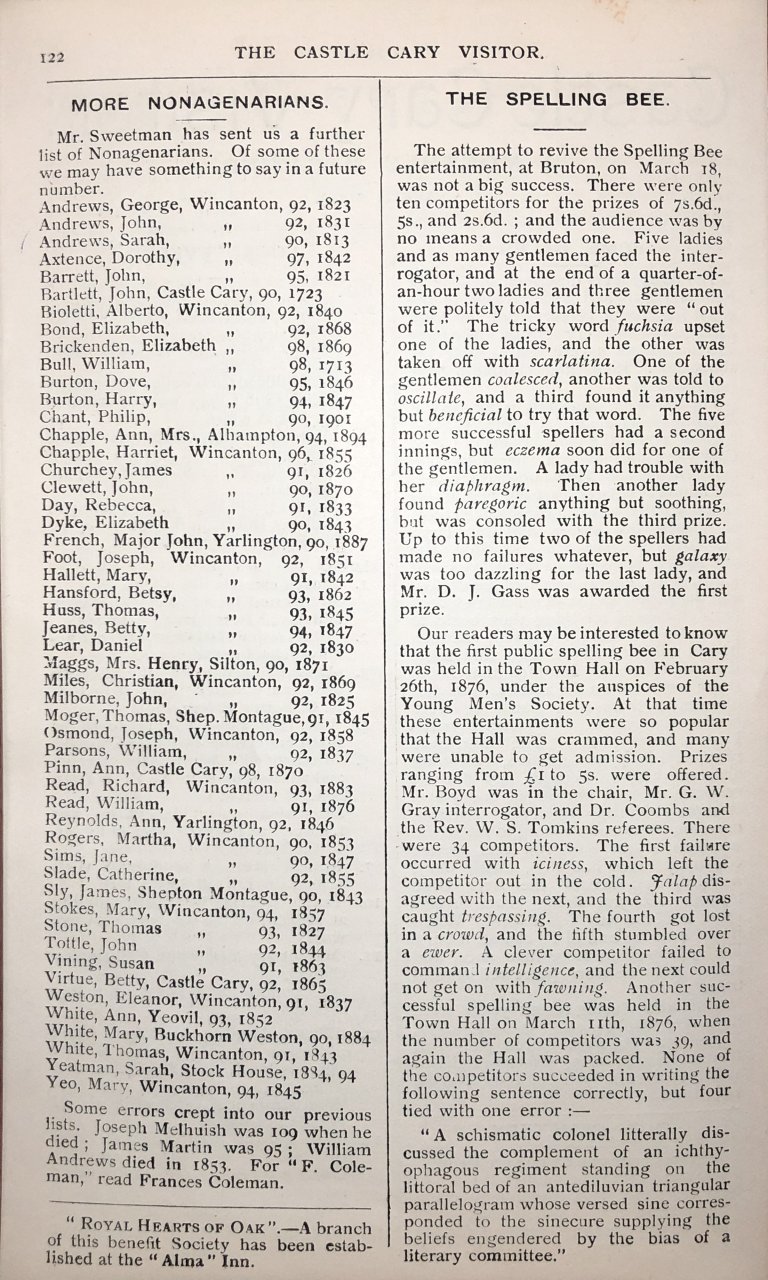 122
THE CASTLE CARY VISITOR.
MORE NONAGENARIANS.
Mr. Sweetman has sent us a further
list of Nonagenarians. Of some of these
we may have something to say in a future
number.
Andrews, George, Wincanton, 92, 1823
Andrews, John, „ 92, 1831
Andrews, Sarah, „ 90, 1813
Axtence, Dorothy, „ 97, 1842
Barrett, John, „ 95, 1821
Bartlett, John, Castle Cary, 90, 1723
Bioletti, Alberto, Wincanton, 92, 1840
Bond, Elizabeth, „ 92, 1868
Brickenden, Elizabeth „ 98, 1869
Bull, William, „ 98, 1713
Burton, Dove, „ 95, 1846
Burton, Harry, „ 94, 1847
Chant, Philip, „ 90, 1901
Chapple, Ann, Mrs., Alhampton, 94, 1894
Chapple, Harriet, Wincanton, 96, 1855
Churchey, James „ 91, 1826
Clewett, John, „ 90, 1870
Day, Rebecca, „ 91, 1833
Dyke, Elizabeth „ 90, 1843
French, Major John, Yarlington, 90, 1887
Foot, Joseph, Wincanton, 92, 1851
Hallett, Mary, „ 91, 1842
Hansford, Betsy, „ 93, 1862
Huss, Thomas, „ 93, 1845
Jeanes, Betty, „ 94, 1847
Lear, Daniel „ 92, 1830
Maggs, Mrs. Henry, Silton, 90, 1871
Miles, Christian, Wincanton, 92, 1869
Milborne, John, „ 92, 1825
Moger, Thomas, Shep. Montague, 91, 1845
Osmond, Joseph, Wincanton, 92, 1858
Parsons, William, „ 92, 1837
Pinn, Ann, Castle Cary, 98, 1870
Read, Richard, Wincanton, 93, 1883
Read, William, „ 91, 1876
Reynolds, Ann, Yarlington, 92, 1846
Rogers, Martha, Wincanton, 90, 1853
Sims, Jane, „ 90, 1847
Slade, Catherine, „ 92, 1855
Sly, James, Shepton Montague, 90, 1843
Stokes, Mary, Wincanton, 94, 1857
Stone, Thomas „ 93, 1827
Tottle, John „ 92, 1844
Vining, Susan „ 91, 1863
Virtue, Betty, Castle Cary, 92, 1865
Weston, Eleanor, Wincanton, 91, 1837
White, Ann, Yeovil, 93, 1852
White, Mary, Buckhorn Weston, 90, 1884
White, Thomas, Wincanton, 91, 1843
Yeatman, Sarah, Stock House, 1884, 94
Yeo, Mary, Wincanton, 94, 1845
Some errors crept into our previous
lists. Joseph Melhuish was 109 when he
died ; James Martin was 95 ; William
Andrews died in 1853. For “ F. Cole-
man,” read Frances Coleman.
“ ROYAL HEARTS OF OAK ”.—A branch
of this benefit Society has been estab-
lished at the “ Alma ” Inn.
THE SPELLING BEE.
The attempt to revive the Spelling Bee
entertainment, at Bruton, on March 18,
was not a big success. There were only
ten competitors for the prizes of 7s.6d.,
5s., and 2s.6d. ; and the audience was by
no means a crowded one. Five ladies
and as many gentlemen faced the inter-
rogator, and at the end of a quarter-of-
an-hour two ladies and three gentlemen
were politely told that they were “ out
of it.” The tricky word fuchsia upset
one of the ladies, and the other was
taken off with scarlatina. One of the
gentlemen coalesced, another was told to
oscillate, and a third found it anything
but beneficial to try that word. The five
more successful spellers had a second
innings, but eczema soon did for one of
the gentlemen. A lady had trouble with
her diaphragm. Then another lady
found paregoric anything but soothing,
but was consoled with the third prize.
Up to this time two of the spellers had
made no failures whatever, but galaxy
was too dazzling for the last lady, and
Mr. D. J. Gass was awarded the first
prize.
Our readers may be interested to know
that the first public spelling bee in Cary
was held in the Town Hall on February
26th, 1876, under the auspices of the
Young Men’s Society. At that time
these entertainments were so popular
that the Hall was crammed, and many
were unable to get admission. Prizes
ranging from £1 to 5s. were offered.
Mr. Boyd was in the chair, Mr. G. W.
Gray interrogator, and Dr. Coombs and
the Rev. W. S. Tomkins referees. There
were 34 competitors. The first failure
occurred with iciness, which left the
competitor out in the cold. Jalap dis-
agreed with the next, and the third was
caught trespassing. The fourth got lost
in a crowd, and the fifth stumbled over
a ewer. A clever competitor failed to
command intelligence, and the next could
not get on with fawning. Another suc-
cessful spelling bee was held in the
Town Hall on March 11th, 1876, when
the number of competitors was 39, and
again the Hall was packed. None of
the competitors succeeded in writing the
following sentence correctly, but four
tied with one error :—
“ A schismatic colonel litterally dis-
cussed the complement of an ichthy-
ophagous regiment standing on the
littoral bed of an antediluvian triangular
parallelogram whose versed sine corres-
ponded to the sinecure supplying the
beliefs engendered by the bias of a
literary committee.”